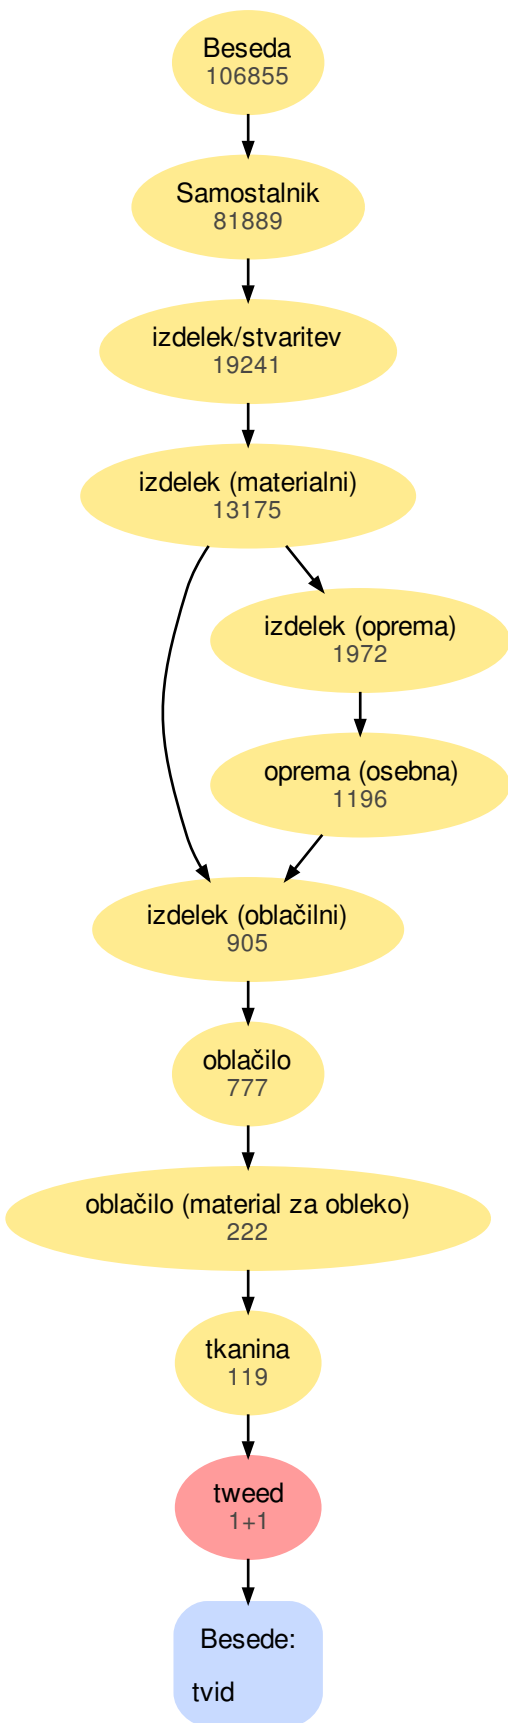 Beseda
106855
Samostalnik
81889
izdelek/stvaritev
19241
izdelek (materialni)
13175
izdelek (oprema)
1972
oprema (osebna)
1196
izdelek (oblačilni)
905
oblačilo
777
oblačilo (material za obleko)
222
tkanina
119
tweed
1+1
Besede:
tvid